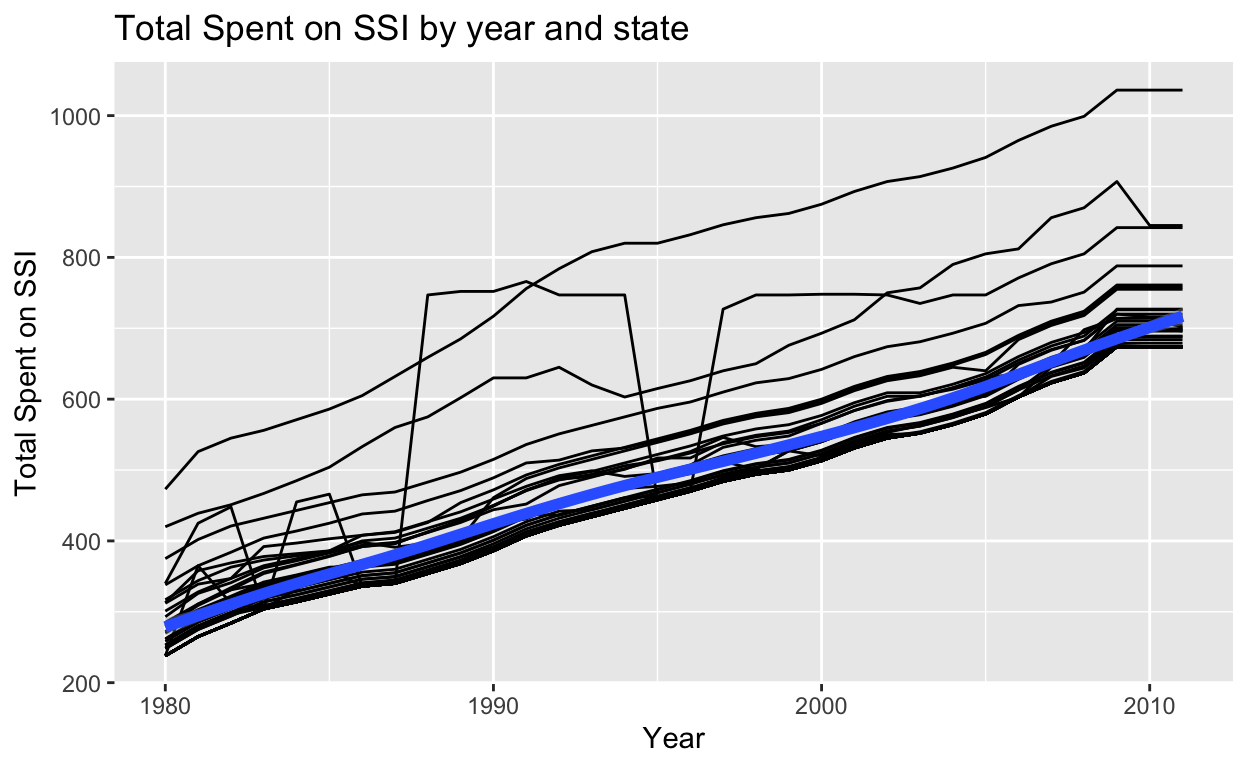 Total Spent on SSI by year and state
Total Spent on SSI
1000
800
600
400
200
1980 1990 2000 2010
Year